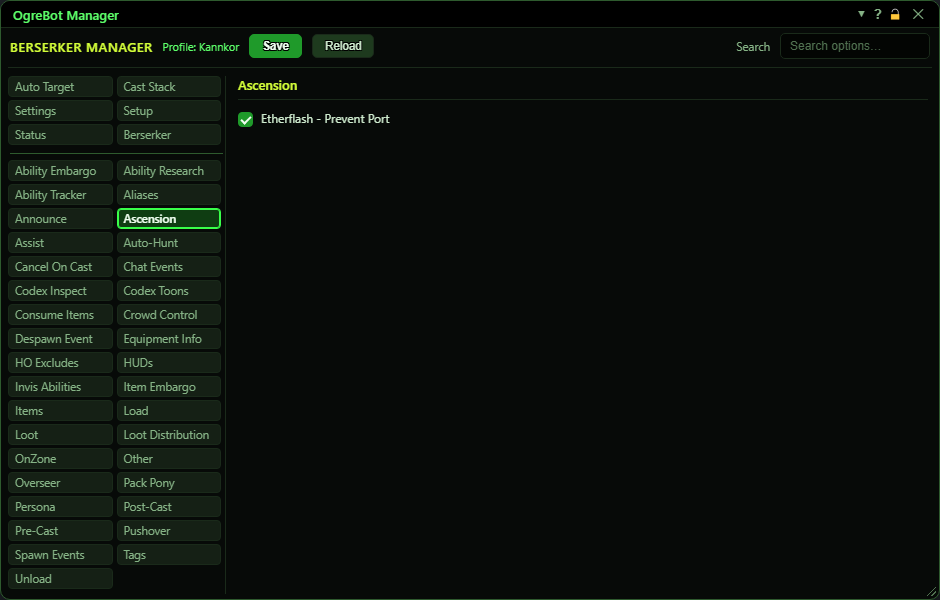 OgreBot Manager
▼ ?
BERSERKER MANAGER Profile: Kannkor Save Reload Search Search options...
Auto Target Cast Stack
Settings Setup
Status Berserker
Ability Embargo Ability Research
Ability Tracker Aliases
Announce Ascension
Assist Auto-Hunt
Cancel On Cast Chat Events
Codex Inspect Codex Toons
Consume Items Crowd Control
Despawn Event Equipment Info
HO Excludes HUDs
Invis Abilities Item Embargo
Items Load
Loot Loot Distribution
OnZone Other
Overseer Pack Pony
Persona Post-Cast
Pre-Cast Pushover
Spawn Events Tags
Unload
Ascension
Etherflash - Prevent Port